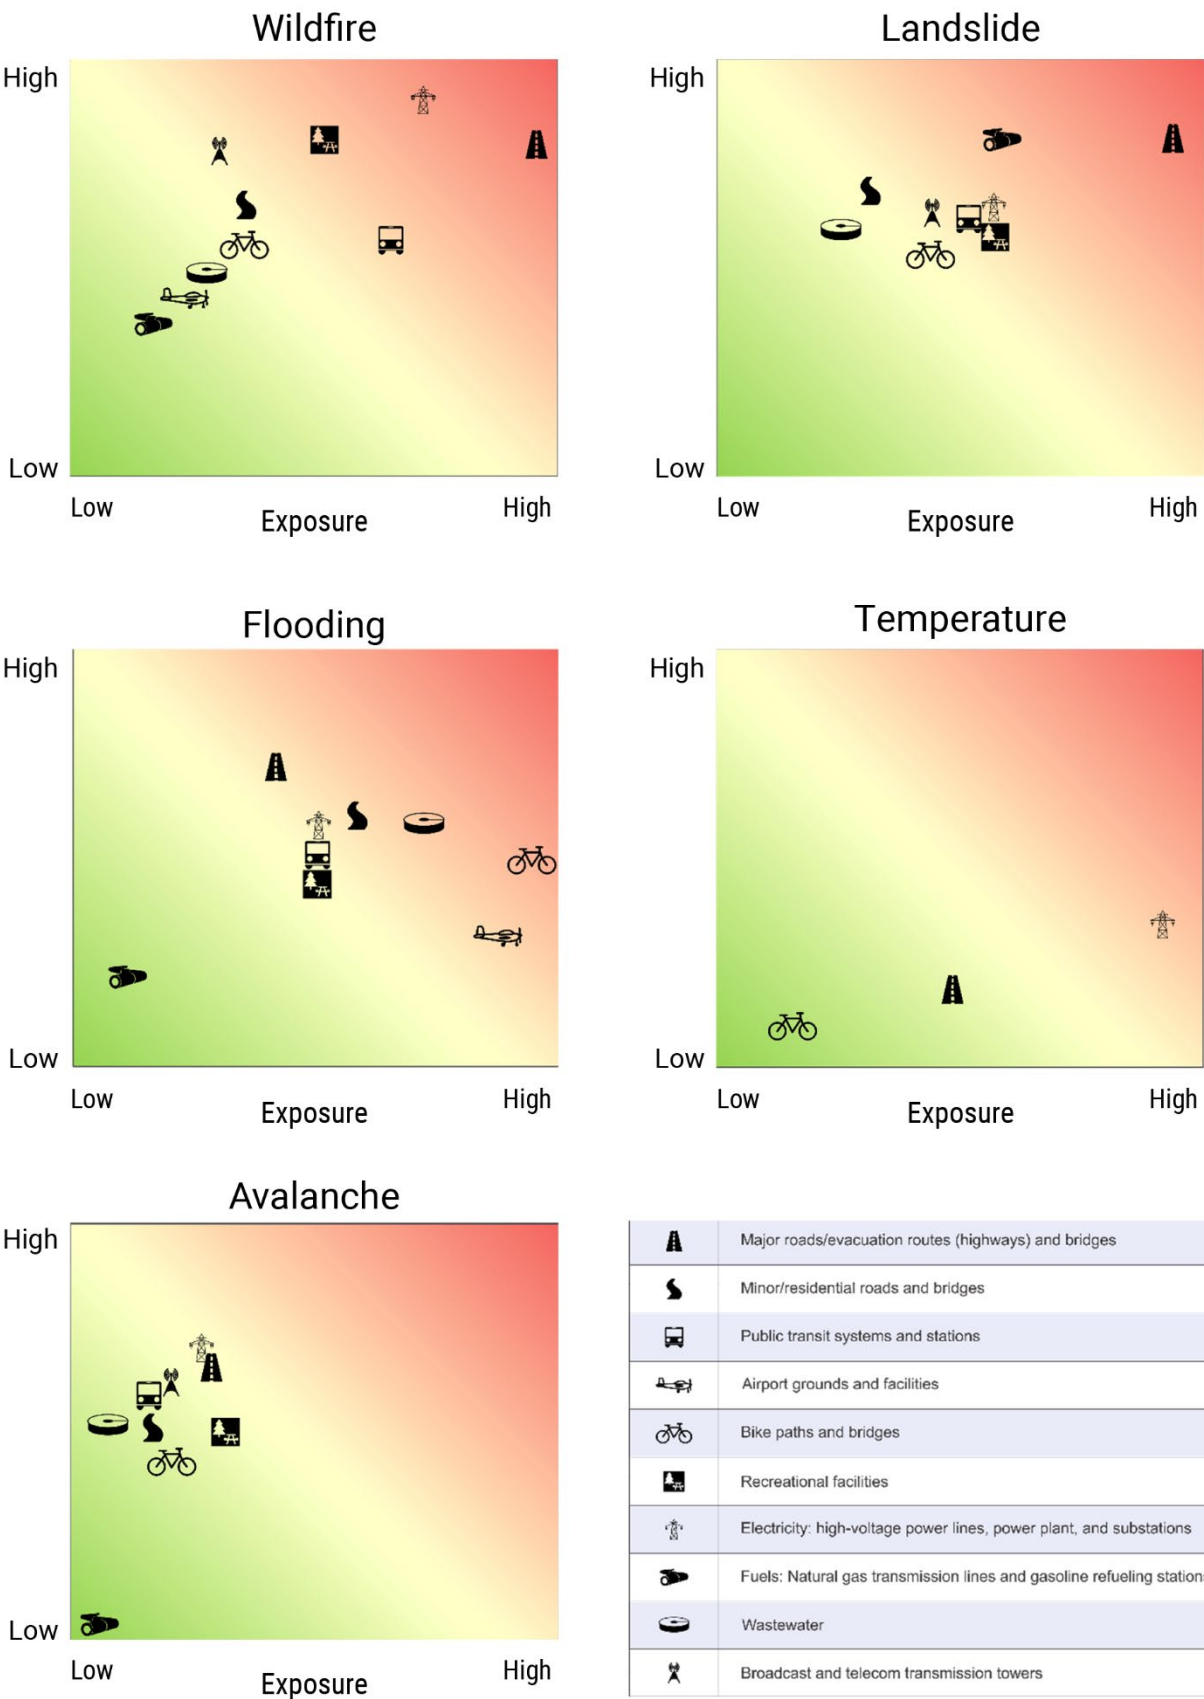 Wildfire
High
Low
Low
Exposure
High
Landslide
High
Low
Low
Exposure
High
Flooding
High
Low
Low
Exposure
High
Temperature
High
Low
Low
Exposure
High
Avalanche
High
Low
Low
Exposure
High
Major roads/evacuation routes (highways) and bridges
Minor/residential roads and bridges
Public transit systems and stations
Airport grounds and facilities
Bike paths and bridges
Recreational facilities
Electricity: high-voltage power lines, power plant, and substations
Fuels: Natural gas transmission lines and gasoline refueling stations
Wastewater
Broadcast and telecom transmission towers